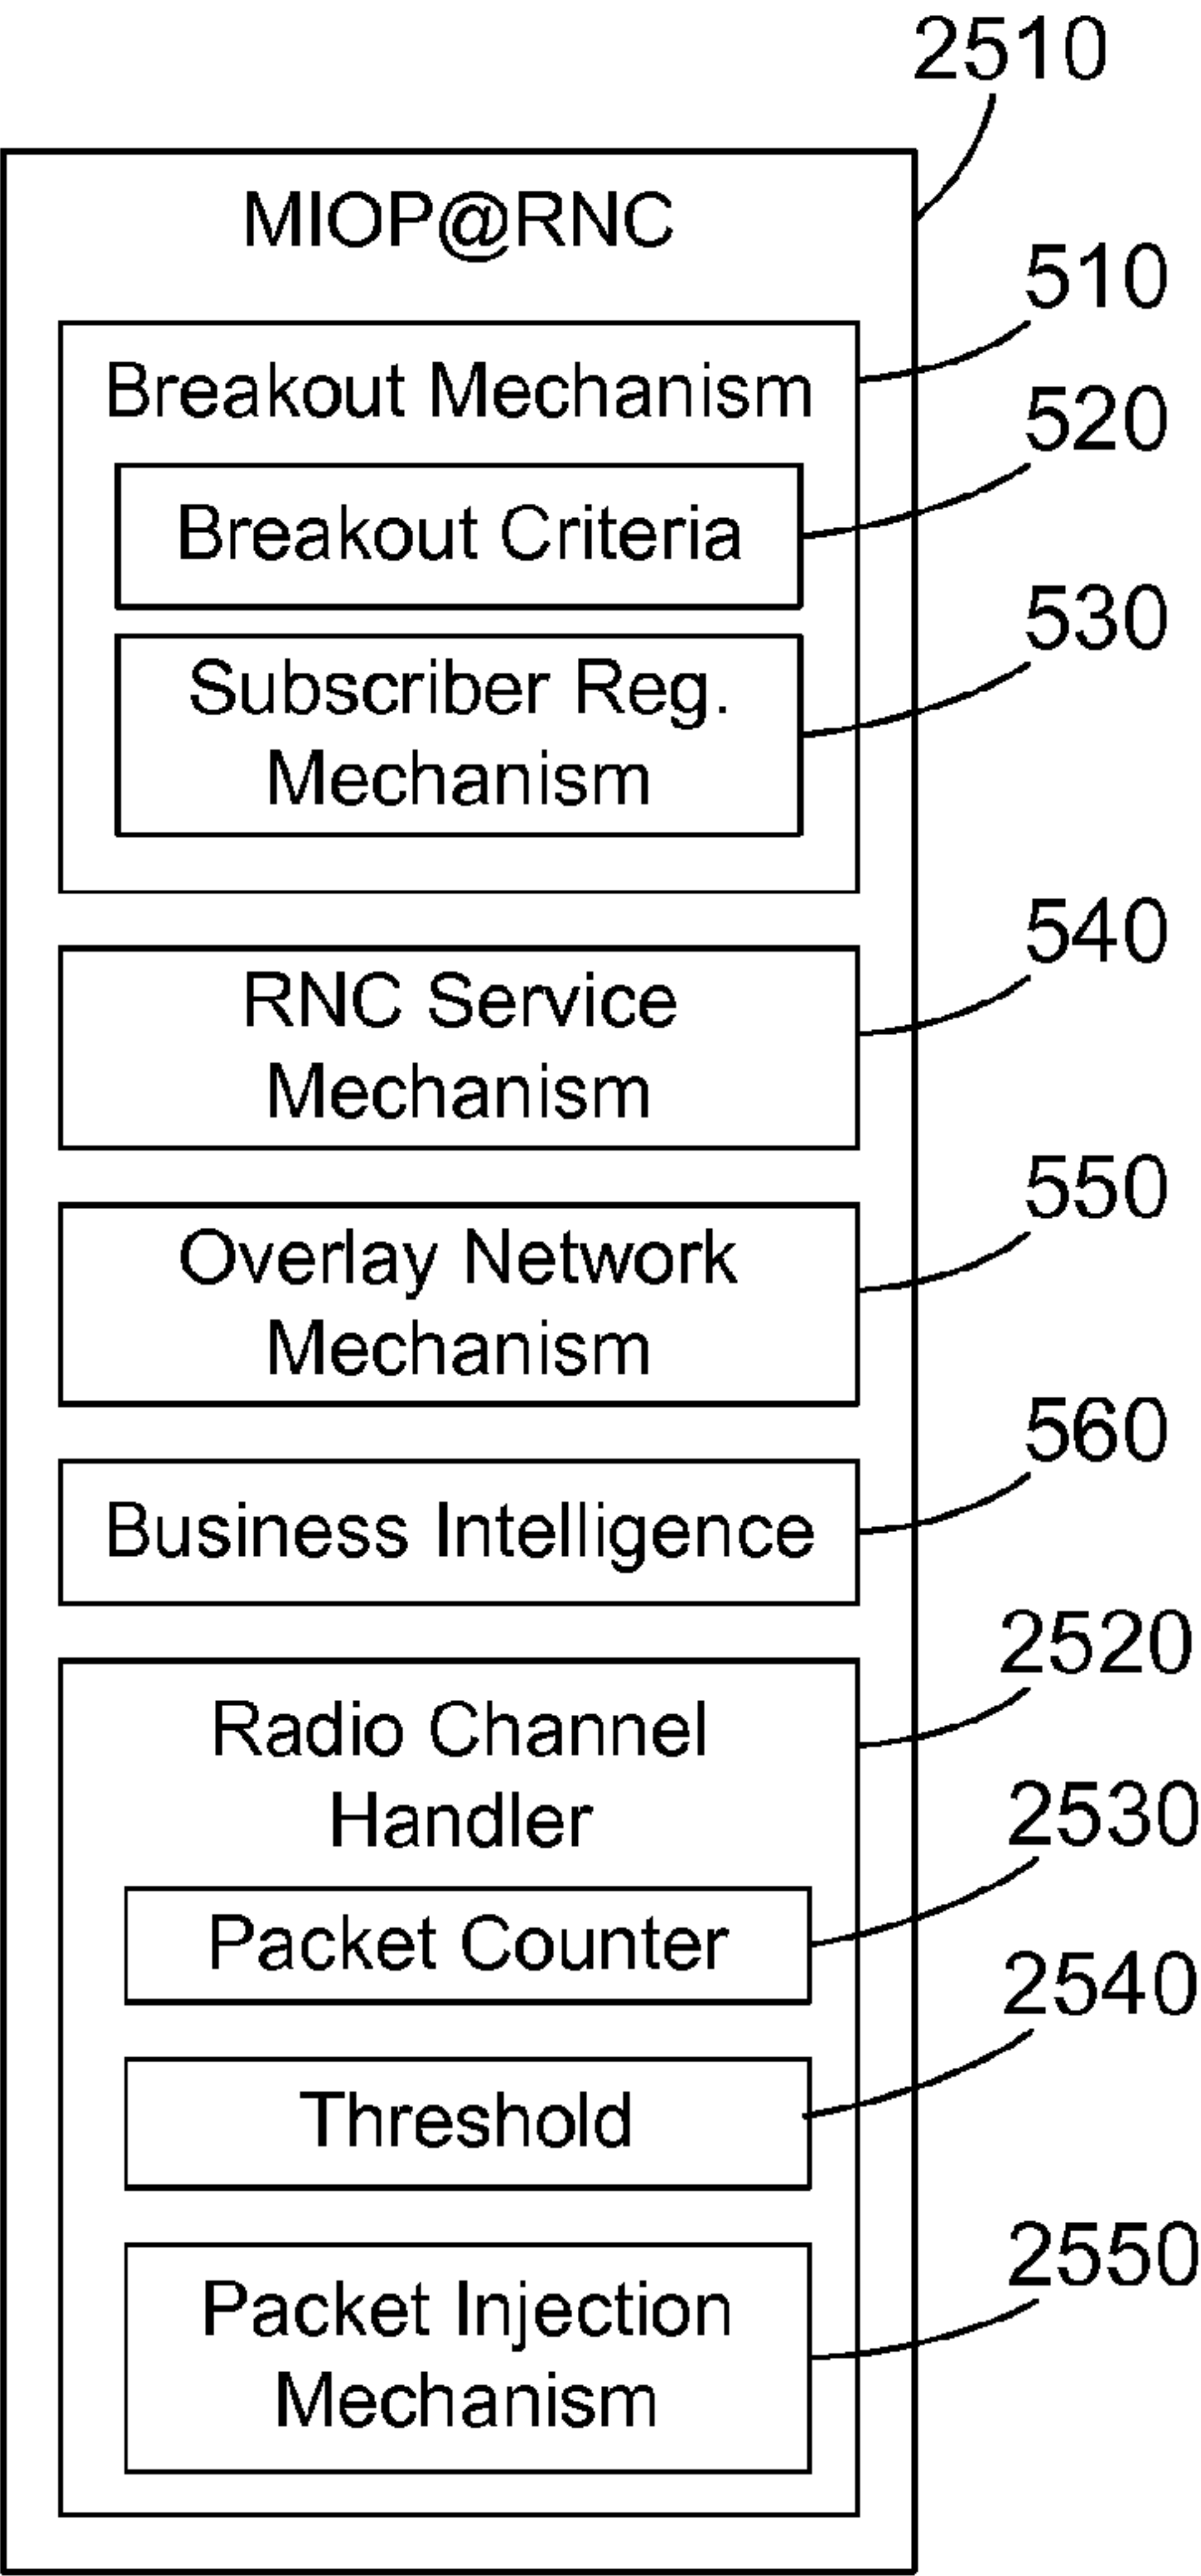 2510
MIOP@RNC
510
Breakout Mechanism
520
Breakout Criteria
530
Subscriber Reg.
Mechanism
540
RNC Service
Mechanism
550
Overlay Network
Mechanism
560
Business Intelligence
2520
Radio Channel
Handler
2530
Packet Counter
2540
Threshold
2550
Packet Injection
Mechanism